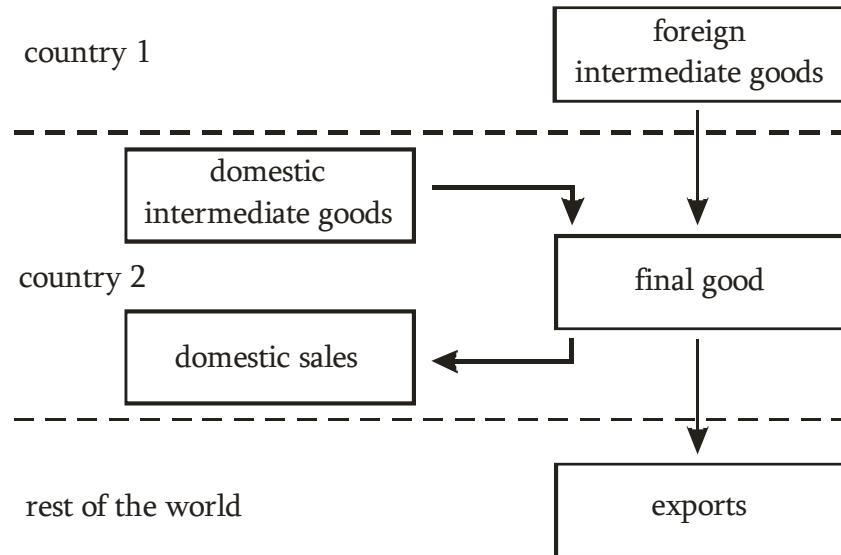 country 1
foreign
intermediate goods
domestic
intermediate goods
country 2
final good
domestic sales
rest of the world
exports